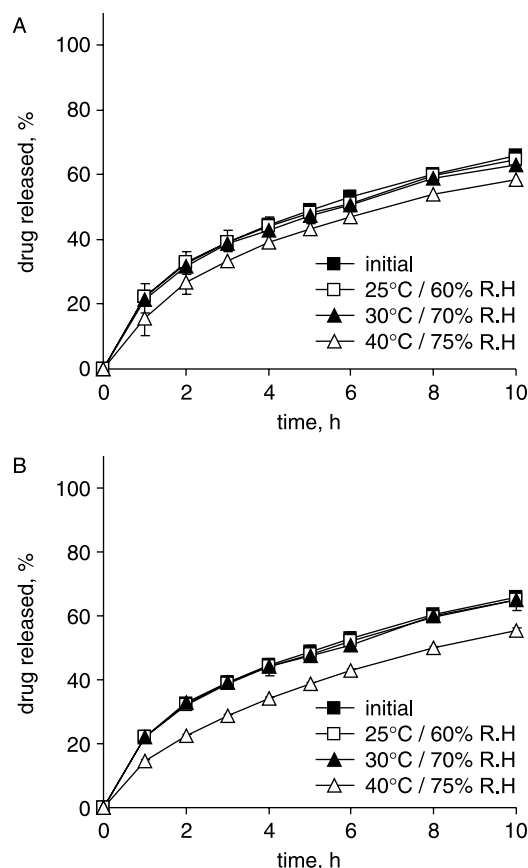 A
100
80
60
40
20
0
drug released, %
initial
25°C / 60% R.H
30°C / 70% R.H
40°C / 75% R.H
0 2 4 6 8 10
time, h
B
100
80
60
40
20
0
drug released, %
initial
25°C / 60% R.H
30°C / 70% R.H
40°C / 75% R.H
0 2 4 6 8 10
time, h